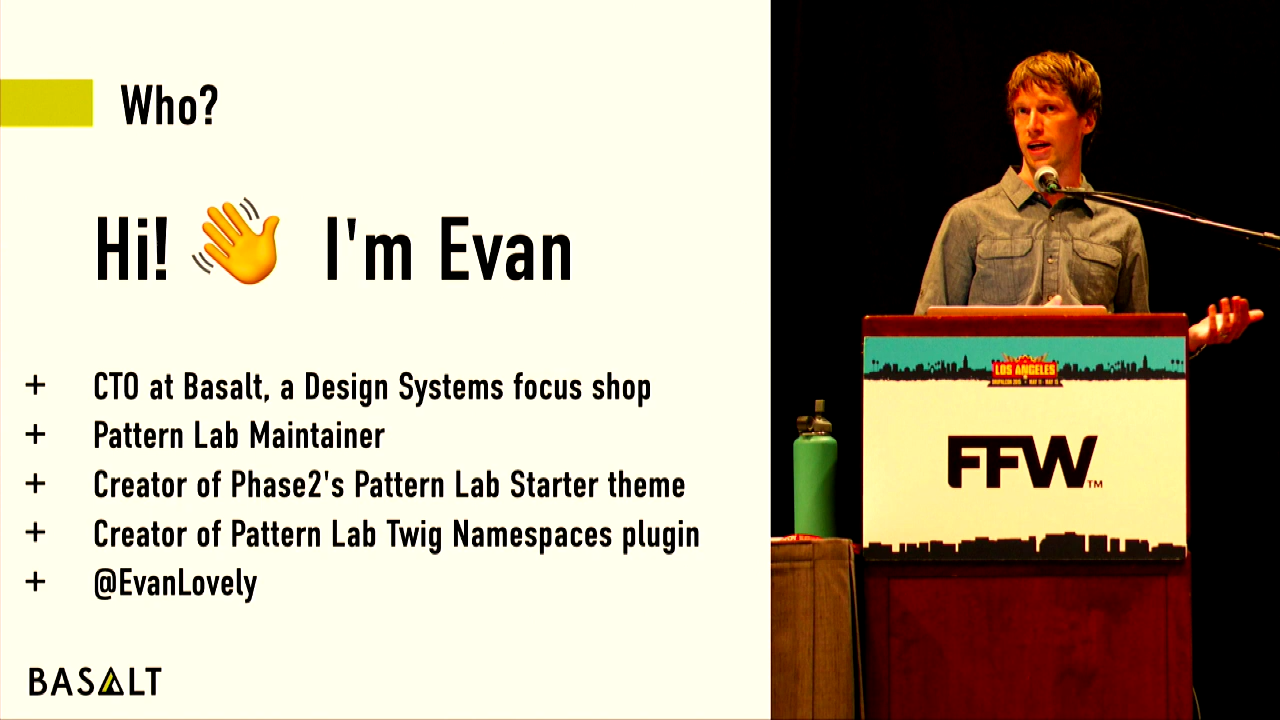 Who?
Hi! 👋 I'm Evan
+ CTO at Basalt, a Design Systems focus shop
+ Pattern Lab Maintainer
+ Creator of Phase2's Pattern Lab Starter theme
+ Creator of Pattern Lab Twig Namespaces plugin
+ @EvanLovely
BASALT
LOS ANGELES
FFW™